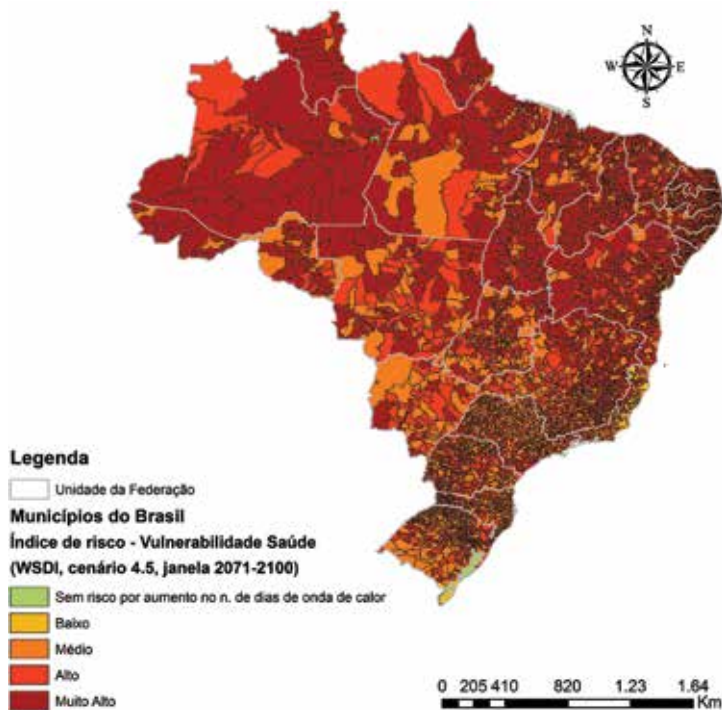 N
W E
S
Legenda
Unidade da Federação
Municípios do Brasil
Índice de risco - Vulnerabilidade Saúde
(WSDI, cenário 4.5, janela 2071-2100)
Sem risco por aumento no n. de dias de onda de calor
Baixo
Médio
Alto
Muito Alto
0 205 410 820 1.23 1.64
Km